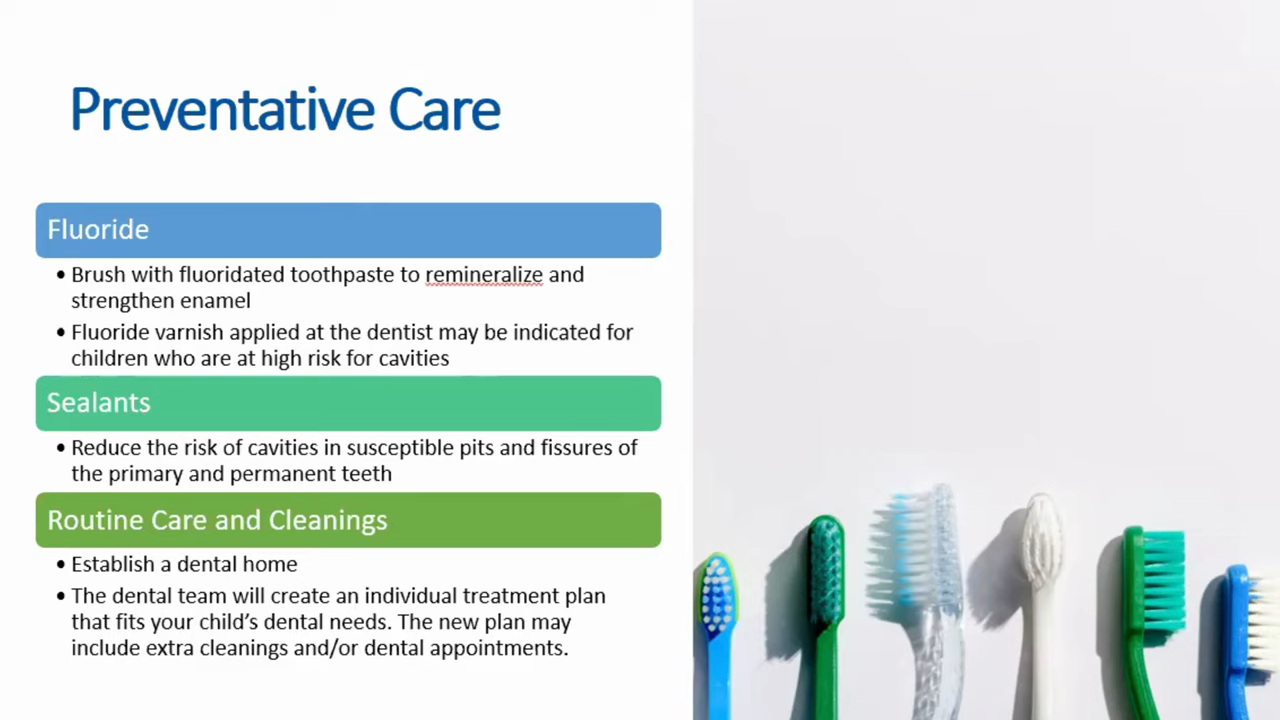 Preventative Care
Fluoride
• Brush with fluoridated toothpaste to remineralize and
strengthen enamel
• Fluoride varnish applied at the dentist may be indicated for
children who are at high risk for cavities
Sealants
• Reduce the risk of cavities in susceptible pits and fissures of
the primary and permanent teeth
Routine Care and Cleanings
• Establish a dental home
• The dental team will create an individual treatment plan
that fits your child’s dental needs. The new plan may
include extra cleanings and/or dental appointments.